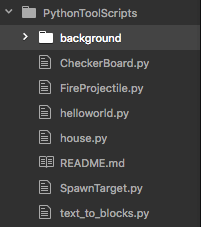 PythonToolScripts
background
CheckerBoard.py
FireProjectile.py
helloworld.py
house.py
README.md
SpawnTarget.py
text_to_blocks.py